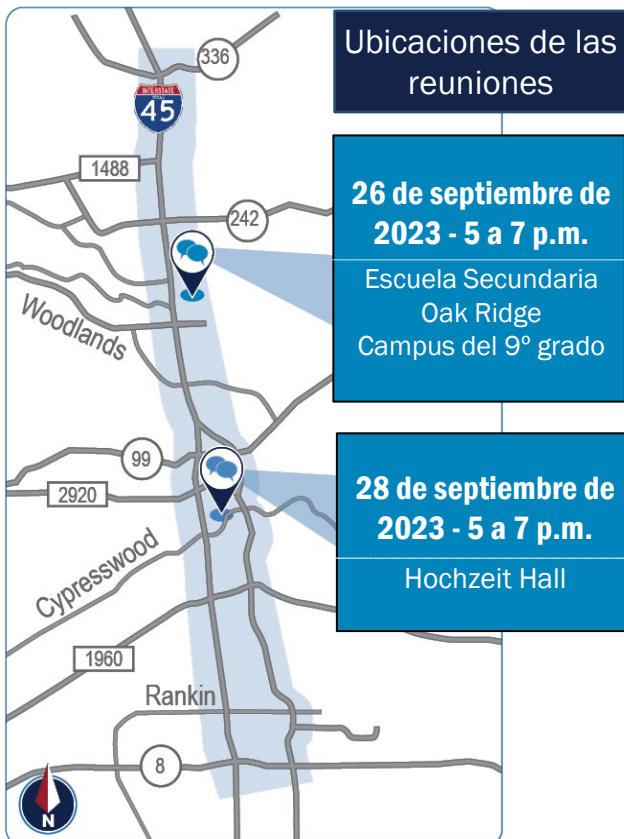 Ubicaciones de las
reuniones
26 de septiembre de
2023 - 5 a 7 p.m.
Escuela Secundaria
Oak Ridge
Campus del 9º grado
28 de septiembre de
2023 - 5 a 7 p.m.
Hochzeit Hall
336
INTERSTATE
TEXAS
45
1488
242
Woodlands
99
2920
Cypresswood
1960
Rankin
8
N